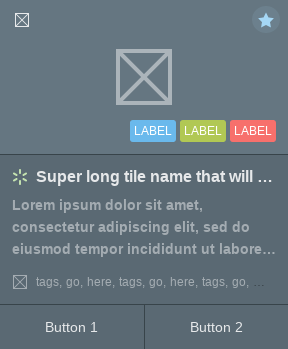 LABEL LABEL LABEL
Super long tile name that will ...
Lorem ipsum dolor sit amet,
consectetur adipiscing elit, sed do
eiusmod tempor incididunt ut labore...
tags, go, here, tags, go, here, tags, go, ...
Button 1 Button 2